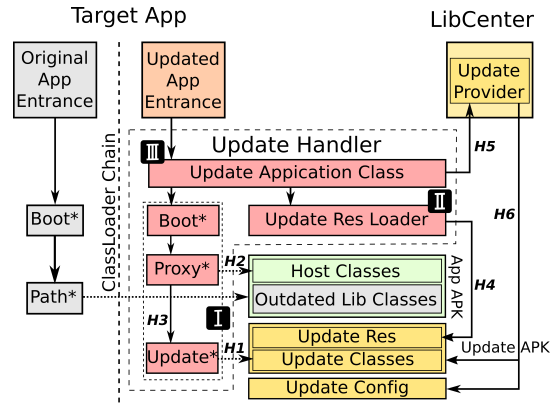 Target App
LibCenter
Original
App
Entrance
Updated
App
Entrance
Update
Provider
Update Handler
III
H5
Update Appication Class
ClassLoader Chain
II
Boot*
Boot*
Update Res Loader
H6
Proxy*
H2
Host Classes
App APK
H4
Path*
Outdated Lib Classes
H3
I
Update Res
Update*
H1
Update Classes
Update APK
Update Config